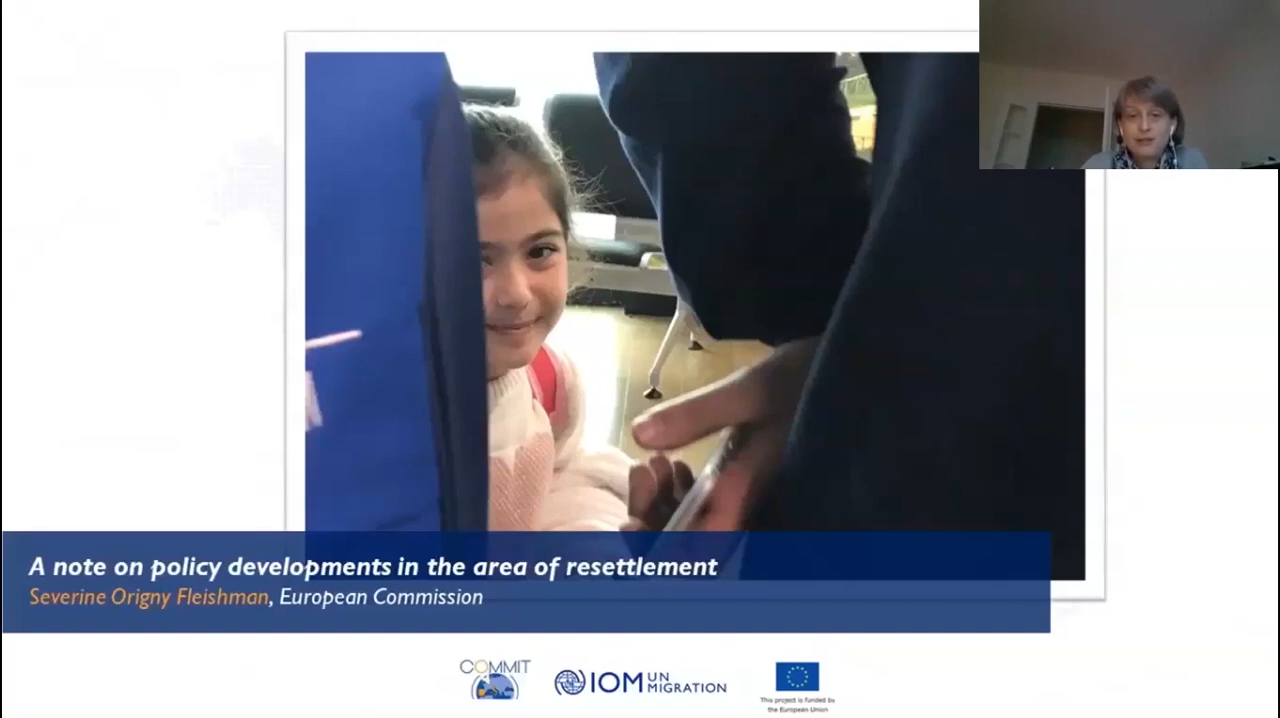 A note on policy developments in the area of resettlement
Severine Origny Fleishman, European Commission
COMMIT
IOM UN MIGRATION
This project is funded by
the European Union